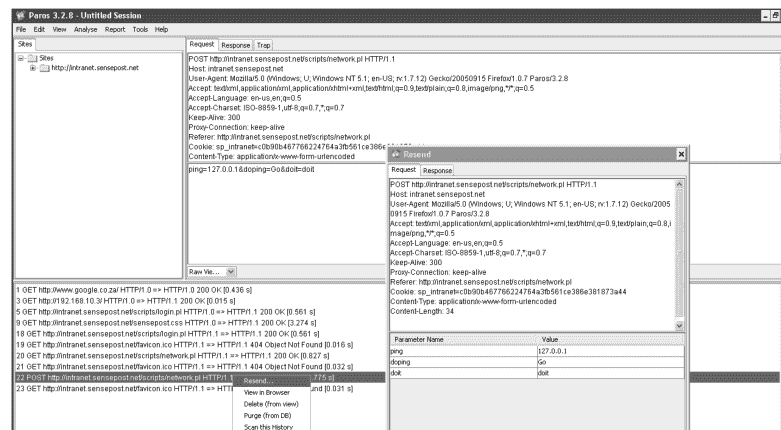 Paros 3.2.8 - Untitled Session
File Edit View Analyse Report Tools Help
Sites
Sites
http://intranet.sensepost.net
Request Response Trap
POST http://intranet.sensepost.net/scripts/network.pl HTTP/1.1
Host: intranet.sensepost.net
User-Agent: Mozilla/5.0 (Windows; U; Windows NT 5.1; en-US; rv:1.7.12) Gecko/20050915 Firefox/1.0.7 Paros/3.2.8
Accept: text/xml,application/xml,application/xhtml+xml,text/html;q=0.9,text/plain;q=0.8,image/png,*/*;q=0.5
Accept-Language: en-us,en;q=0.5
Accept-Charset: ISO-8859-1,utf-8;q=0.7,*;q=0.7
Keep-Alive: 300
Proxy-Connection: keep-alive
Referer: http://intranet.sensepost.net/scripts/network.pl
Cookie: sp_intranet=c0b90b467766224764a3fb561ce386
Content-Type: application/x-www-form-urlencoded
ping=127.0.0.1&doping=Go&doit=doit
Raw Vie...
Resend
Request Response
POST http://intranet.sensepost.net/scripts/network.pl HTTP/1.1
Host: intranet.sensepost.net
User-Agent: Mozilla/5.0 (Windows; U; Windows NT 5.1; en-US; rv:1.7.12) Gecko/2005
0915 Firefox/1.0.7 Paros/3.2.8
Accept: text/xml,application/xml,application/xhtml+xml,text/html;q=0.9,text/plain;q=0.8,i
mage/png,*/*;q=0.5
Accept-Language: en-us,en;q=0.5
Accept-Charset: ISO-8859-1,utf-8;q=0.7,*;q=0.7
Keep-Alive: 300
Proxy-Connection: keep-alive
Referer: http://intranet.sensepost.net/scripts/network.pl
Cookie: sp_intranet=c0b90b467766224764a3fb561ce386e381873a44
Content-Type: application/x-www-form-urlencoded
Content-Length: 34
Parameter Name Value
ping 127.0.0.1
doping Go
doit doit
1 GET http://www.google.co.za/ HTTP/1.0 => HTTP/1.0 200 OK [0.436 s]
3 GET http://192.168.10.3/ HTTP/1.0 => HTTP/1.1 200 OK [0.015 s]
5 GET http://intranet.sensepost.net/scripts/login.pl HTTP/1.0 => HTTP/1.1 200 OK [0.561 s]
9 GET http://intranet.sensepost.net/sensepost.css HTTP/1.0 => HTTP/1.1 200 OK [3.274 s]
18 GET http://intranet.sensepost.net/scripts/login.pl HTTP/1.1 => HTTP/1.1 200 OK [0.561 s]
19 GET http://intranet.sensepost.net/favicon.ico HTTP/1.1 => HTTP/1.1 404 Object Not Found [0.016 s]
20 GET http://intranet.sensepost.net/scripts/network.pl HTTP/1.1 => HTTP/1.1 200 OK [0.827 s]
21 GET http://intranet.sensepost.net/favicon.ico HTTP/1.1 => HTTP/1.1 404 Object Not Found [0.032 s]
22 POST http://intranet.sensepost.net/scripts/network.pl HTTP/1.1 .775 s]
23 GET http://intranet.sensepost.net/favicon.ico HTTP/1.1 => HTTP/1 und [0.031 s]
Resend...
View in Browser
Delete (from view)
Purge (from DB)
Scan this History